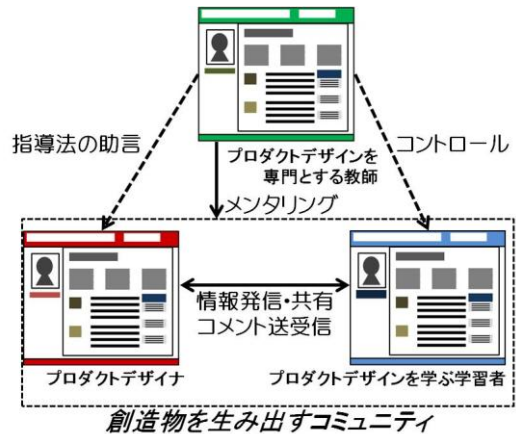 指導法の助言
コントロール
プロダクトデザインを
専門とする教師
メンタリング
情報発信・共有
コメント送受信
プロダクトデザイナ
プロダクトデザインを学ぶ学習者
創造物を生み出すコミュニティ